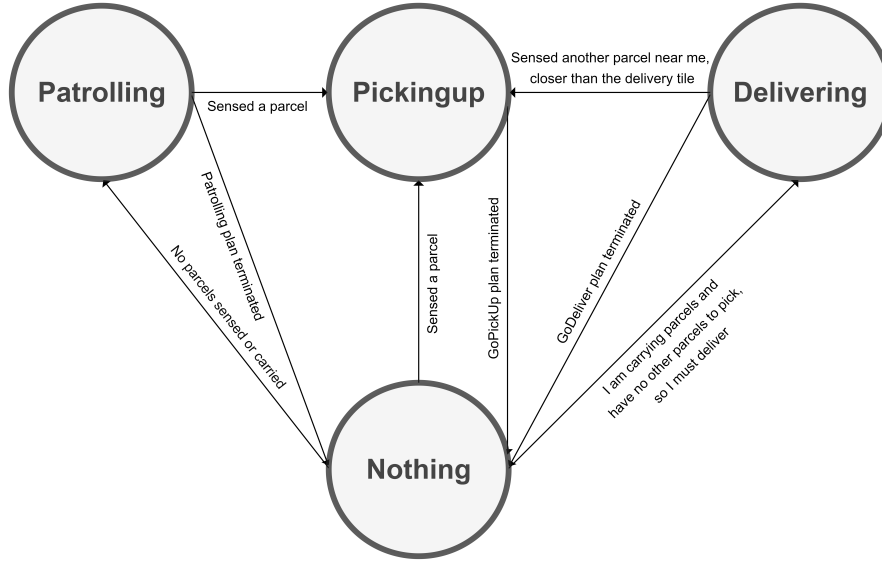 Patrolling
Pickingup
Delivering
Sensed a parcel
Sensed another parcel near me,
closer than the delivery tile
Patrolling plan terminated
No parcels sensed or carried
Sensed a parcel
GoPickUp plan terminated
GoDeliver plan terminated
I am carrying parcels and
have no other parcels to pick,
so I must deliver
Nothing